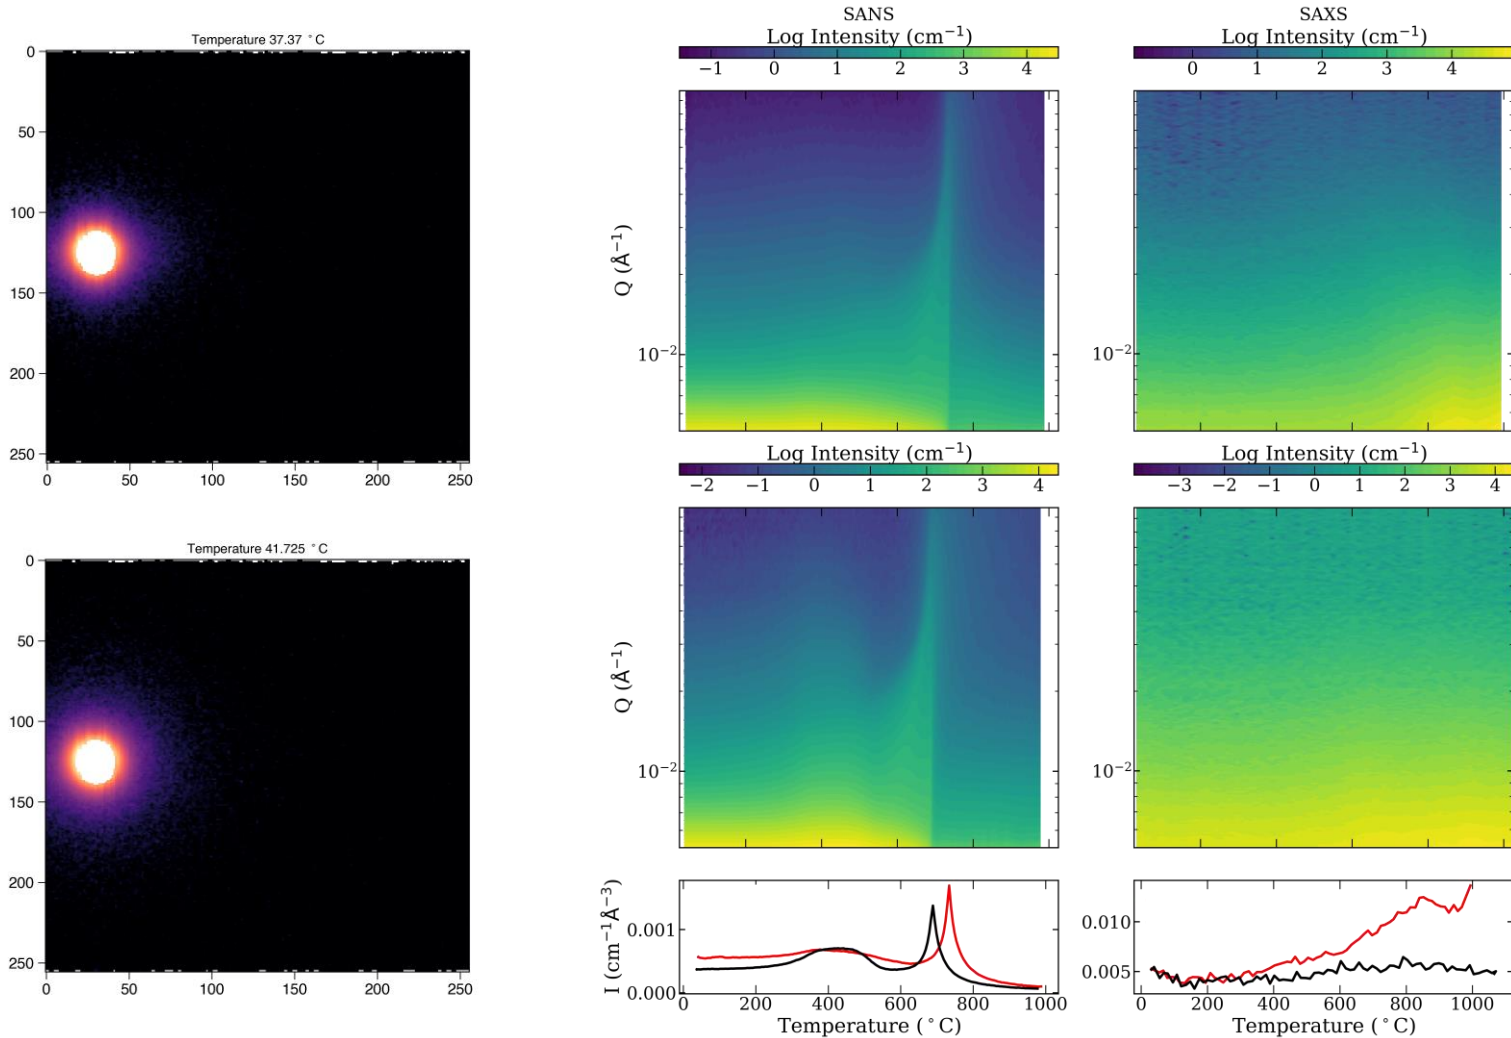 Temperature 37.37 °C
0
50
100
150
200
250
0 50 100 150 200 250
Temperature 41.725 °C
0
50
100
150
200
250
0 50 100 150 200 250
SANS
Log Intensity (cm⁻¹)
−1 0 1 2 3 4
Q (Å⁻¹)
10⁻²
Log Intensity (cm⁻¹)
−2 −1 0 1 2 3 4
Q (Å⁻¹)
10⁻²
I (cm⁻¹Å⁻³)
0.001
0.000
0 200 400 600 800 1000
Temperature (°C)
SAXS
Log Intensity (cm⁻¹)
0 1 2 3 4
10⁻²
Log Intensity (cm⁻¹)
−3 −2 −1 0 1 2 3 4
10⁻²
0.010
0.005
0 200 400 600 800 1000
Temperature (°C)